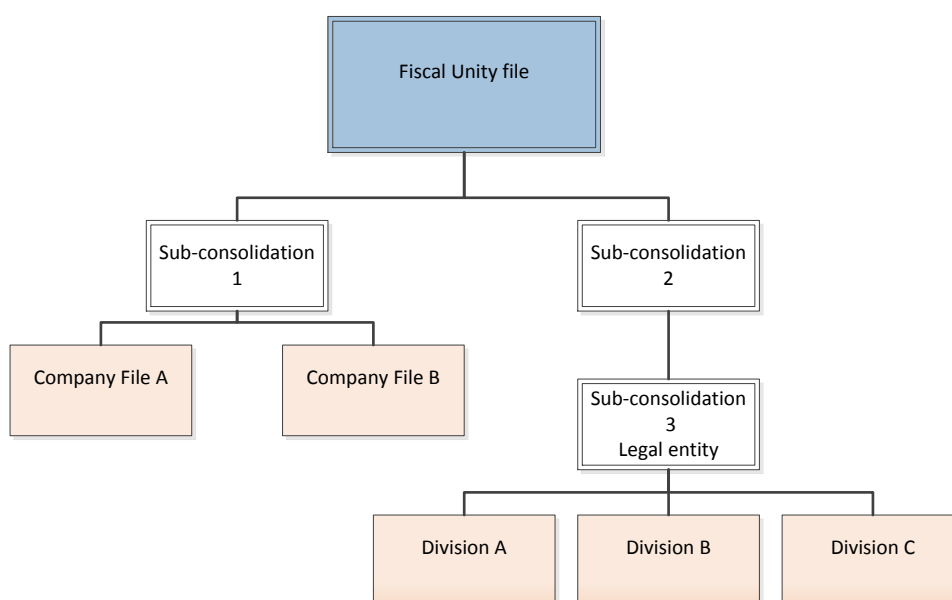 Fiscal Unity file
Sub-consolidation
1
Sub-consolidation
2
Company File A
Company File B
Sub-consolidation
3
Legal entity
Division A
Division B
Division C